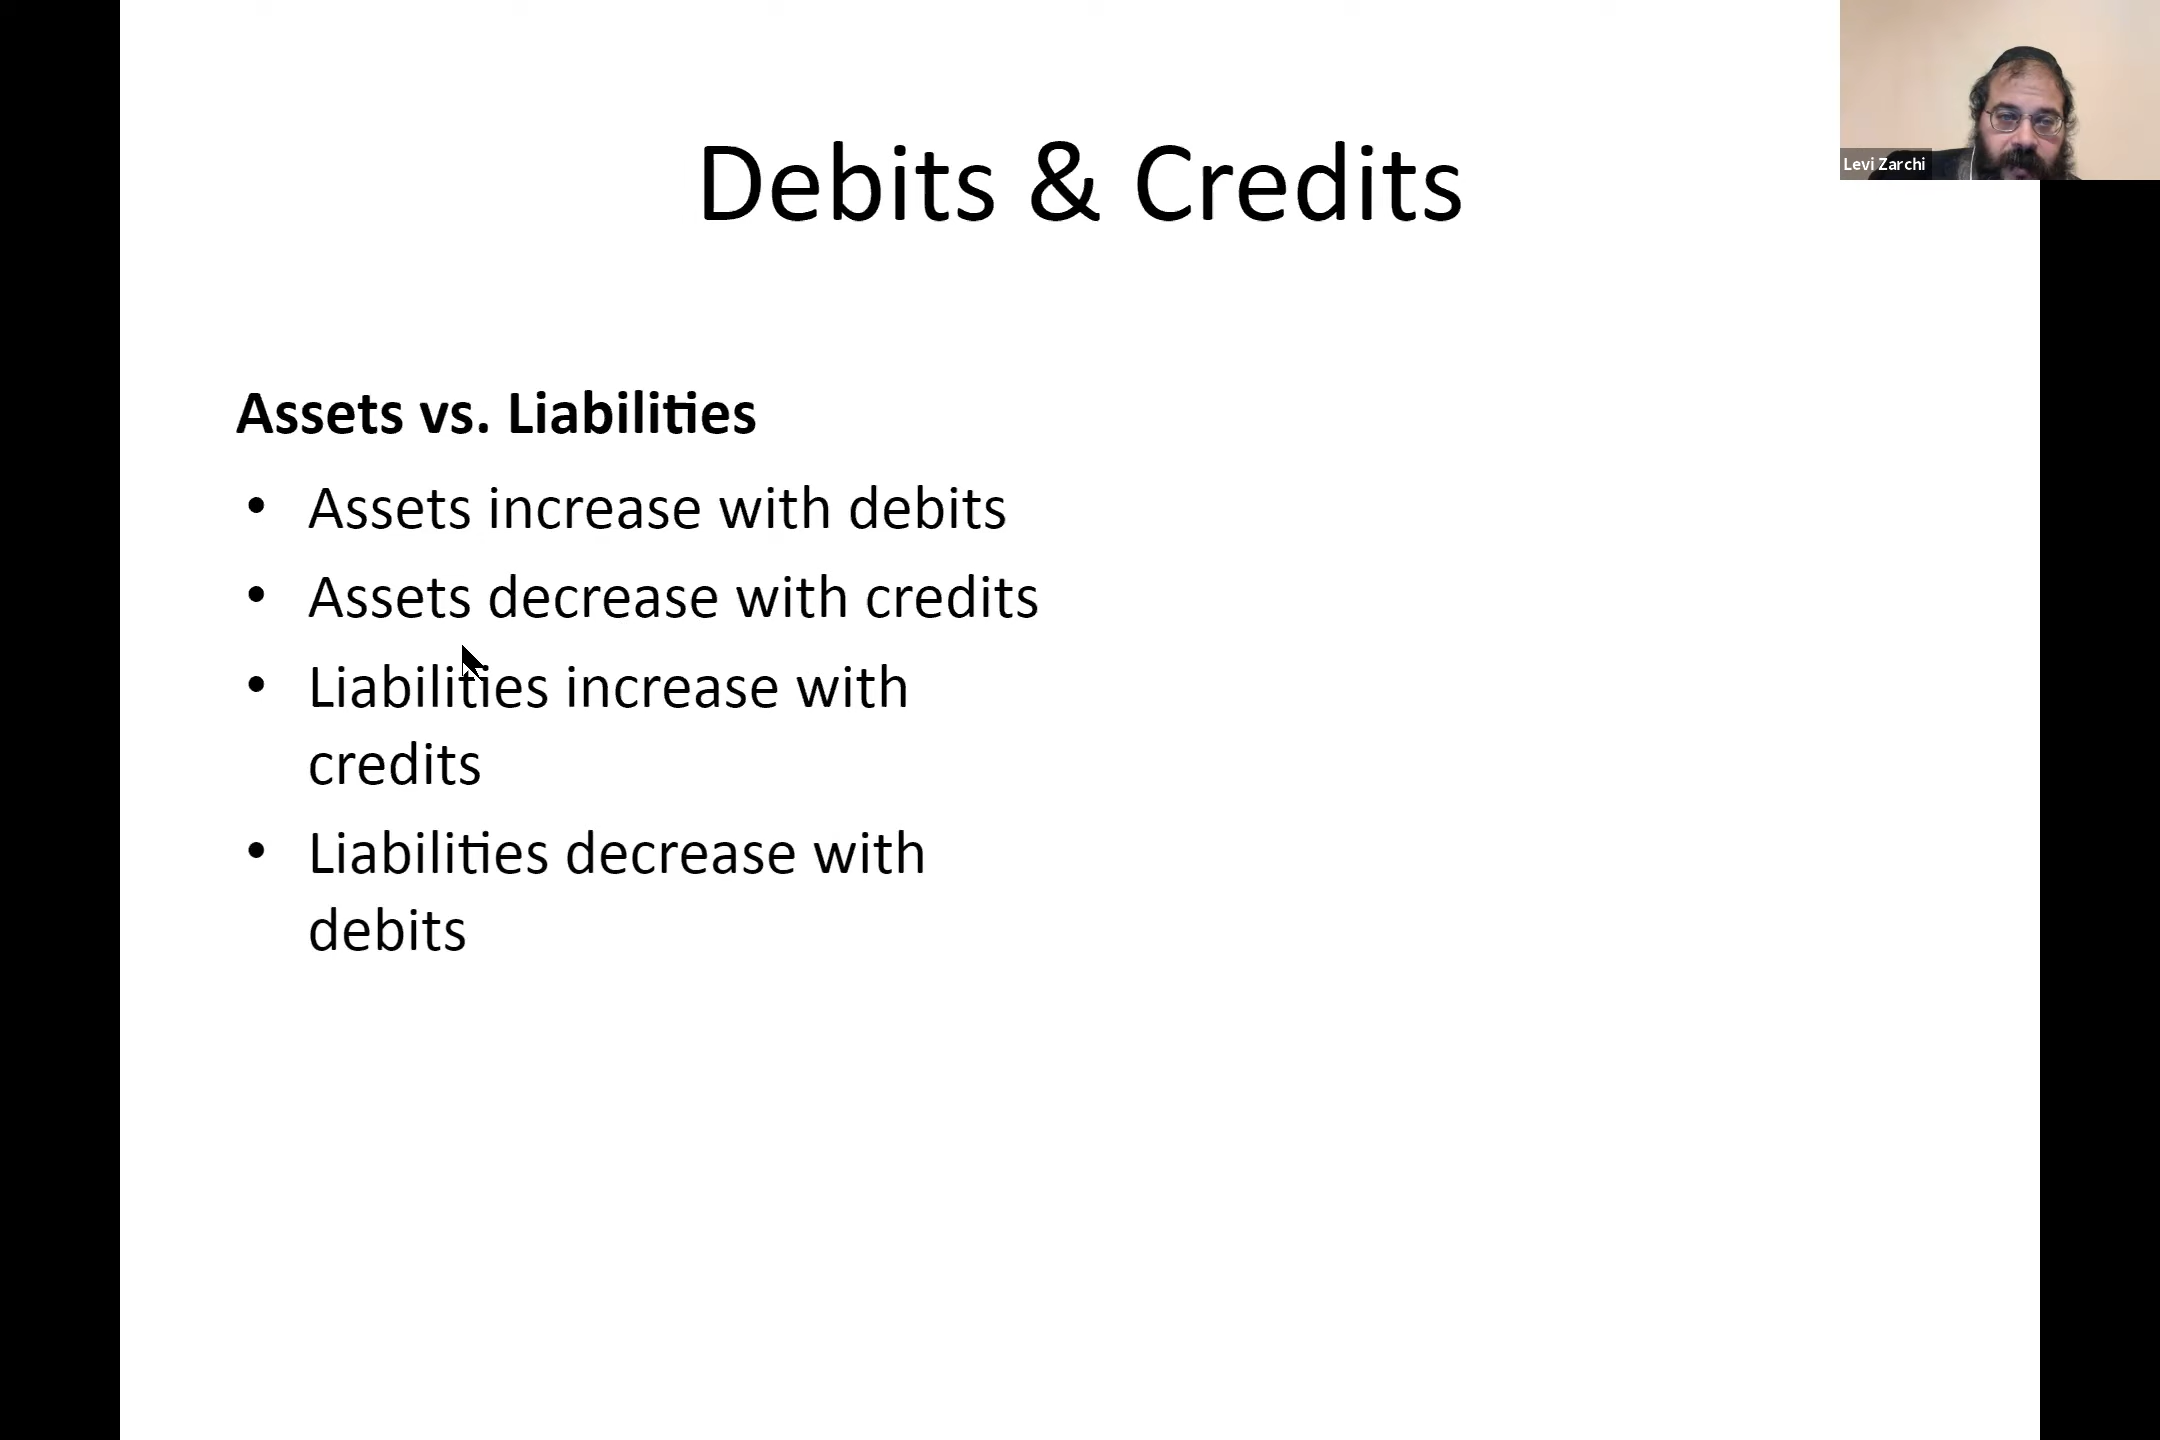 Debits & Credits
Levi Zarchi
Assets vs. Liabilities
• Assets increase with debits
• Assets decrease with credits
• Liabilities increase with
credits
• Liabilities decrease with
debits